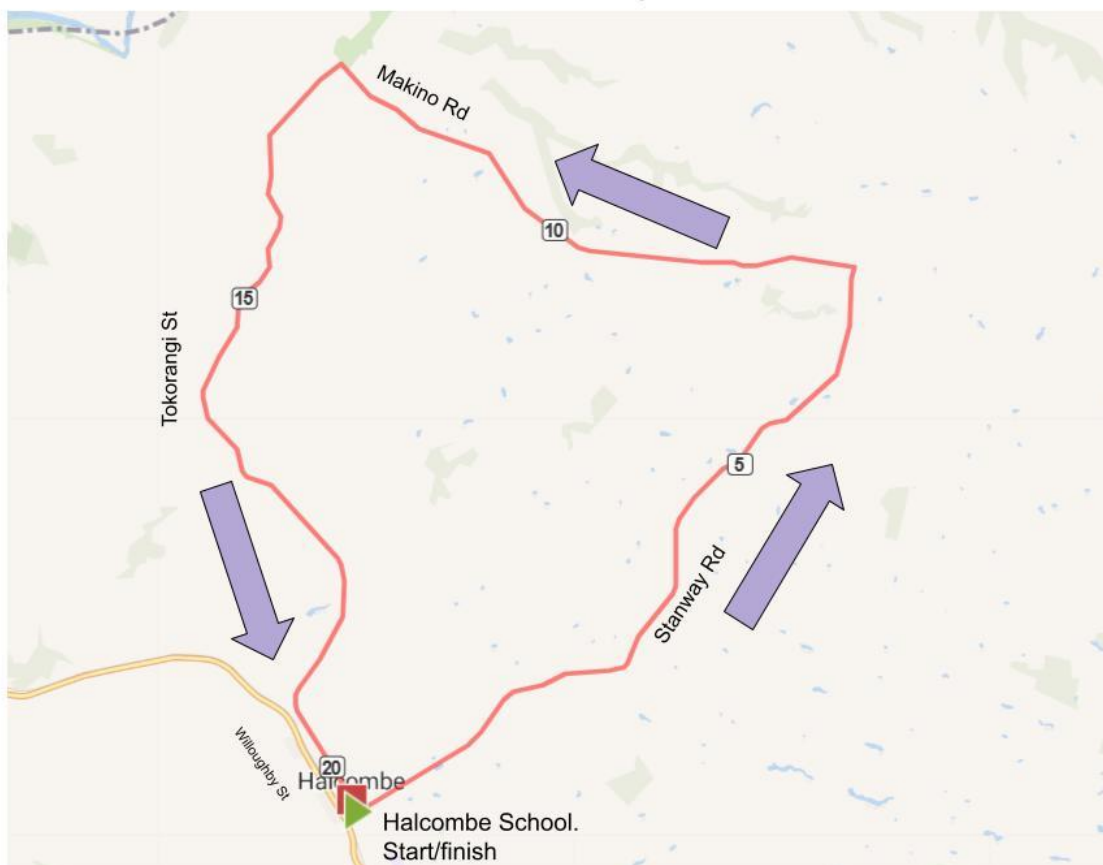 Makino Rd
10
15
Tokorangi St
5
Stanway Rd
Willoughby St
20
Halcombe
Halcombe School.
Start/finish